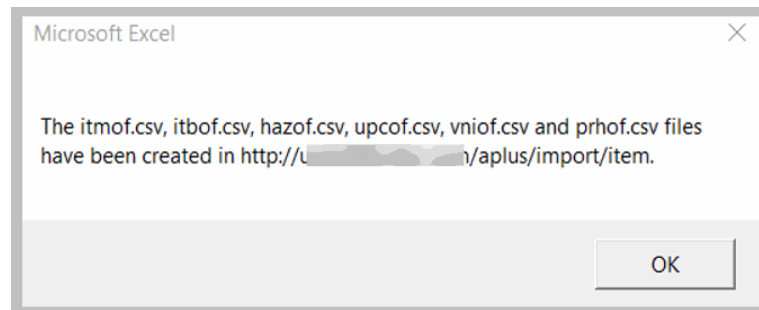 Microsoft Excel
The itmof.csv, itbof.csv, hazof.csv, upcof.csv, vniof.csv and prhof.csv files
have been created in http://u /aplus/import/item.
OK